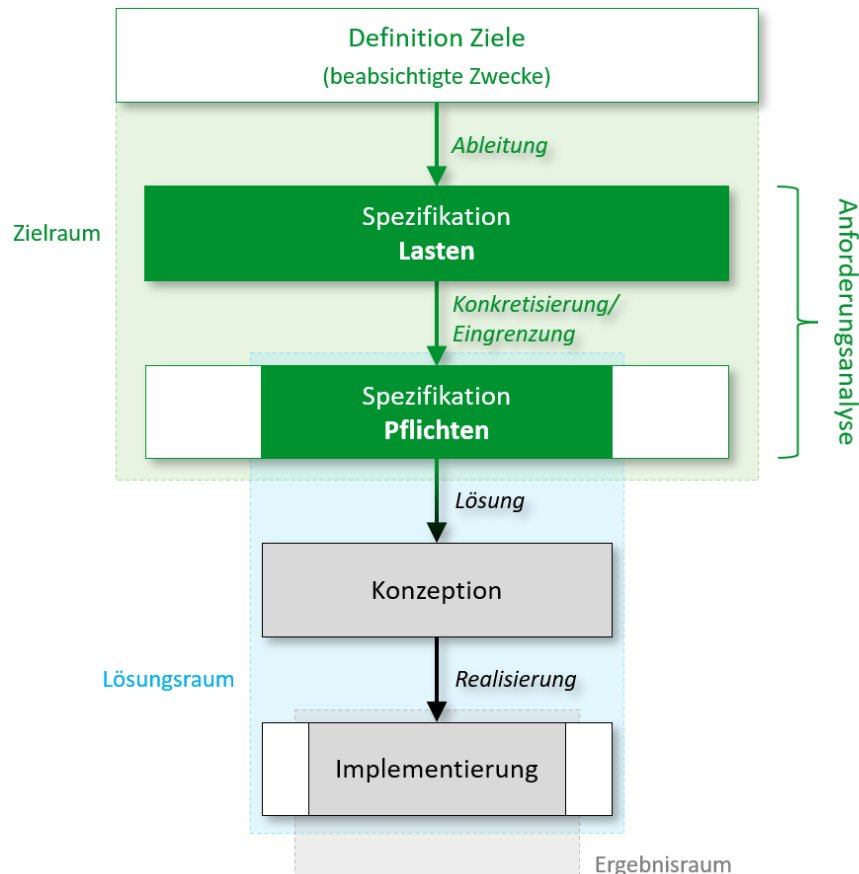 Definition Ziele
(beabsichtigte Zwecke)
Ableitung
Spezifikation
Lasten
Zielraum
Anforderungsanalyse
Konkretisierung/
Eingrenzung
Spezifikation
Pflichten
Lösung
Konzeption
Lösungsraum
Realisierung
Implementierung
Ergebnisraum